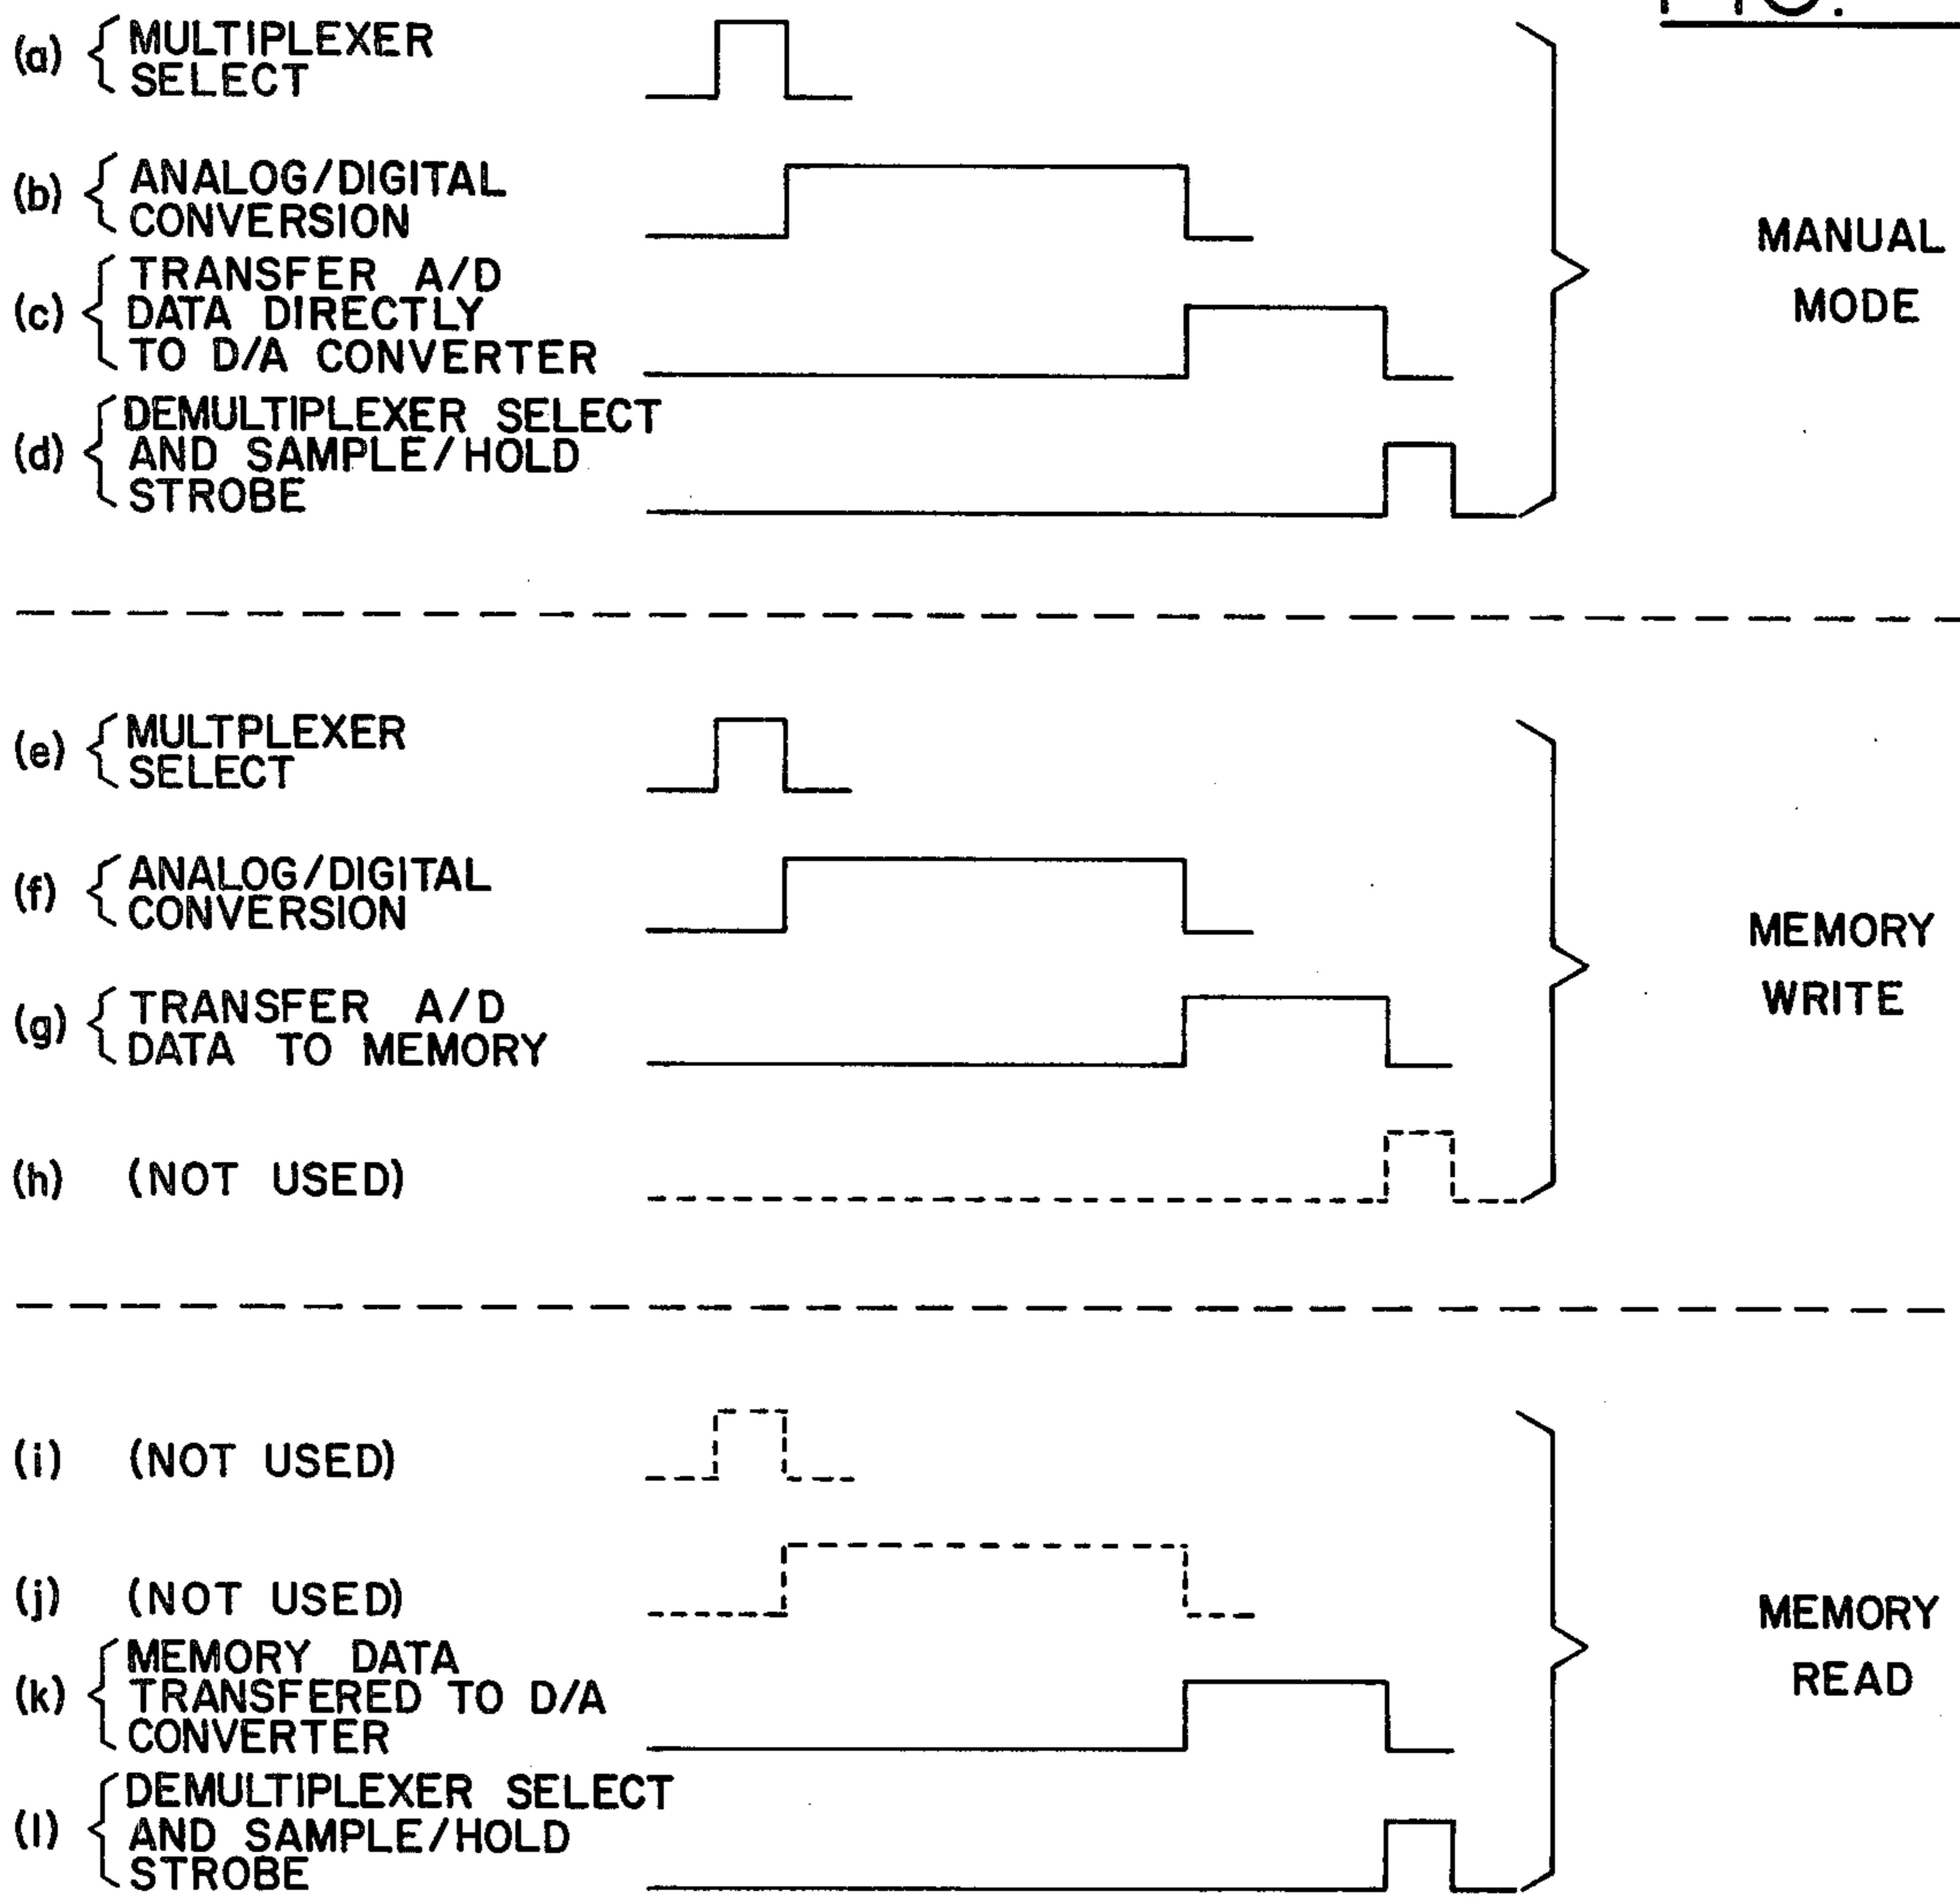 FIG.
(a) MULTIPLEXER
SELECT
(b) ANALOG/DIGITAL
CONVERSION
(c) TRANSFER A/D
DATA DIRECTLY
TO D/A CONVERTER
(d) DEMULTIPLEXER SELECT
AND SAMPLE/HOLD
STROBE
MANUAL
MODE
(e) MULTPLEXER
SELECT
(f) ANALOG/DIGITAL
CONVERSION
(g) TRANSFER A/D
DATA TO MEMORY
(h) (NOT USED)
MEMORY
WRITE
(i) (NOT USED)
(j) (NOT USED)
(k) MEMORY DATA
TRANSFERED TO D/A
CONVERTER
(l) DEMULTIPLEXER SELECT
AND SAMPLE/HOLD
STROBE
MEMORY
READ